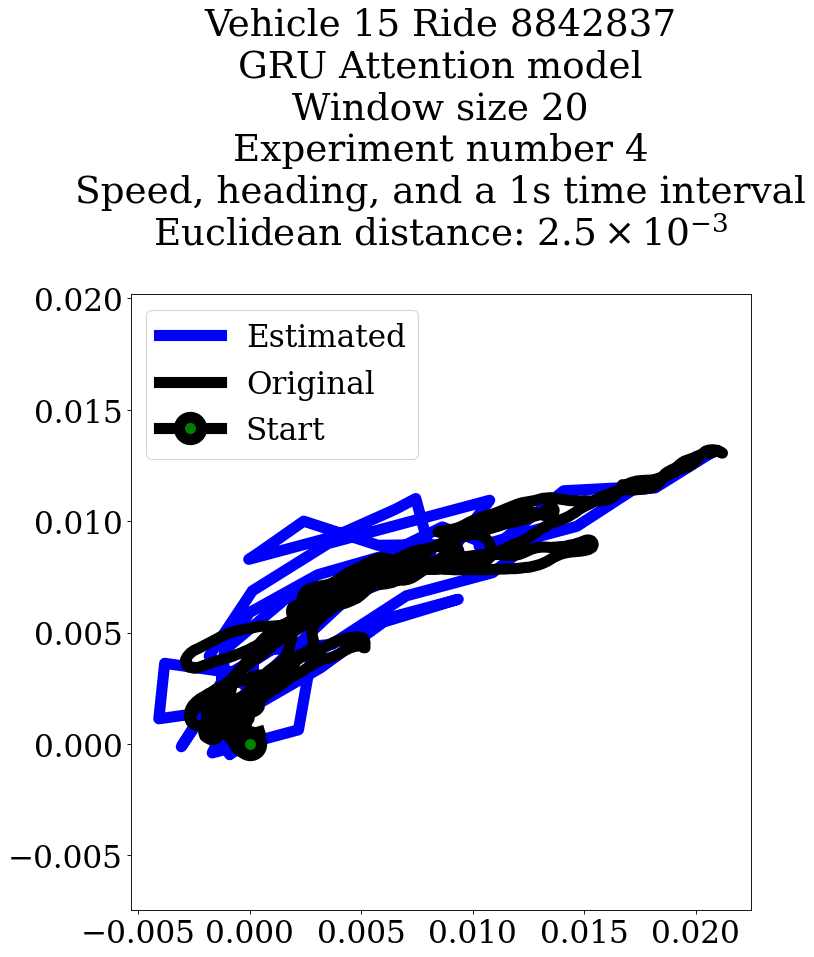 Vehicle 15 Ride 8842837
GRU Attention model
Window size 20
Experiment number 4
Speed, heading, and a 1s time interval
Euclidean distance: 2.5 × 10⁻³
0.020
Estimated
Original
Start
0.015
0.010
0.005
0.000
−0.005
−0.005 0.000 0.005 0.010 0.015 0.020